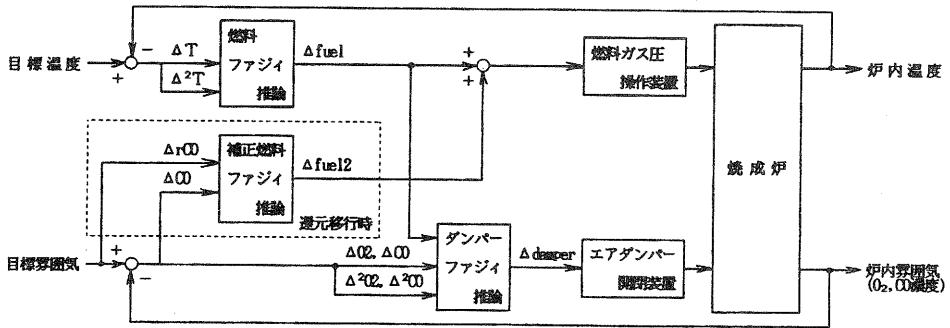 目標温度
−
+
ΔT
Δ²T
燃料
ファジィ
推論
Δfuel
+
+
燃料ガス圧
操作装置
焼成炉
炉内温度
ΔrCO
ΔCO
補正燃料
ファジィ
推論
Δfuel2
還元移行時
目標雰囲気
+
−
ΔO2, ΔCO
Δ²O2, Δ²CO
ダンパー
ファジィ
推論
Δdamper
エアダンパー
開閉装置
炉内雰囲気
(O₂, CO濃度)